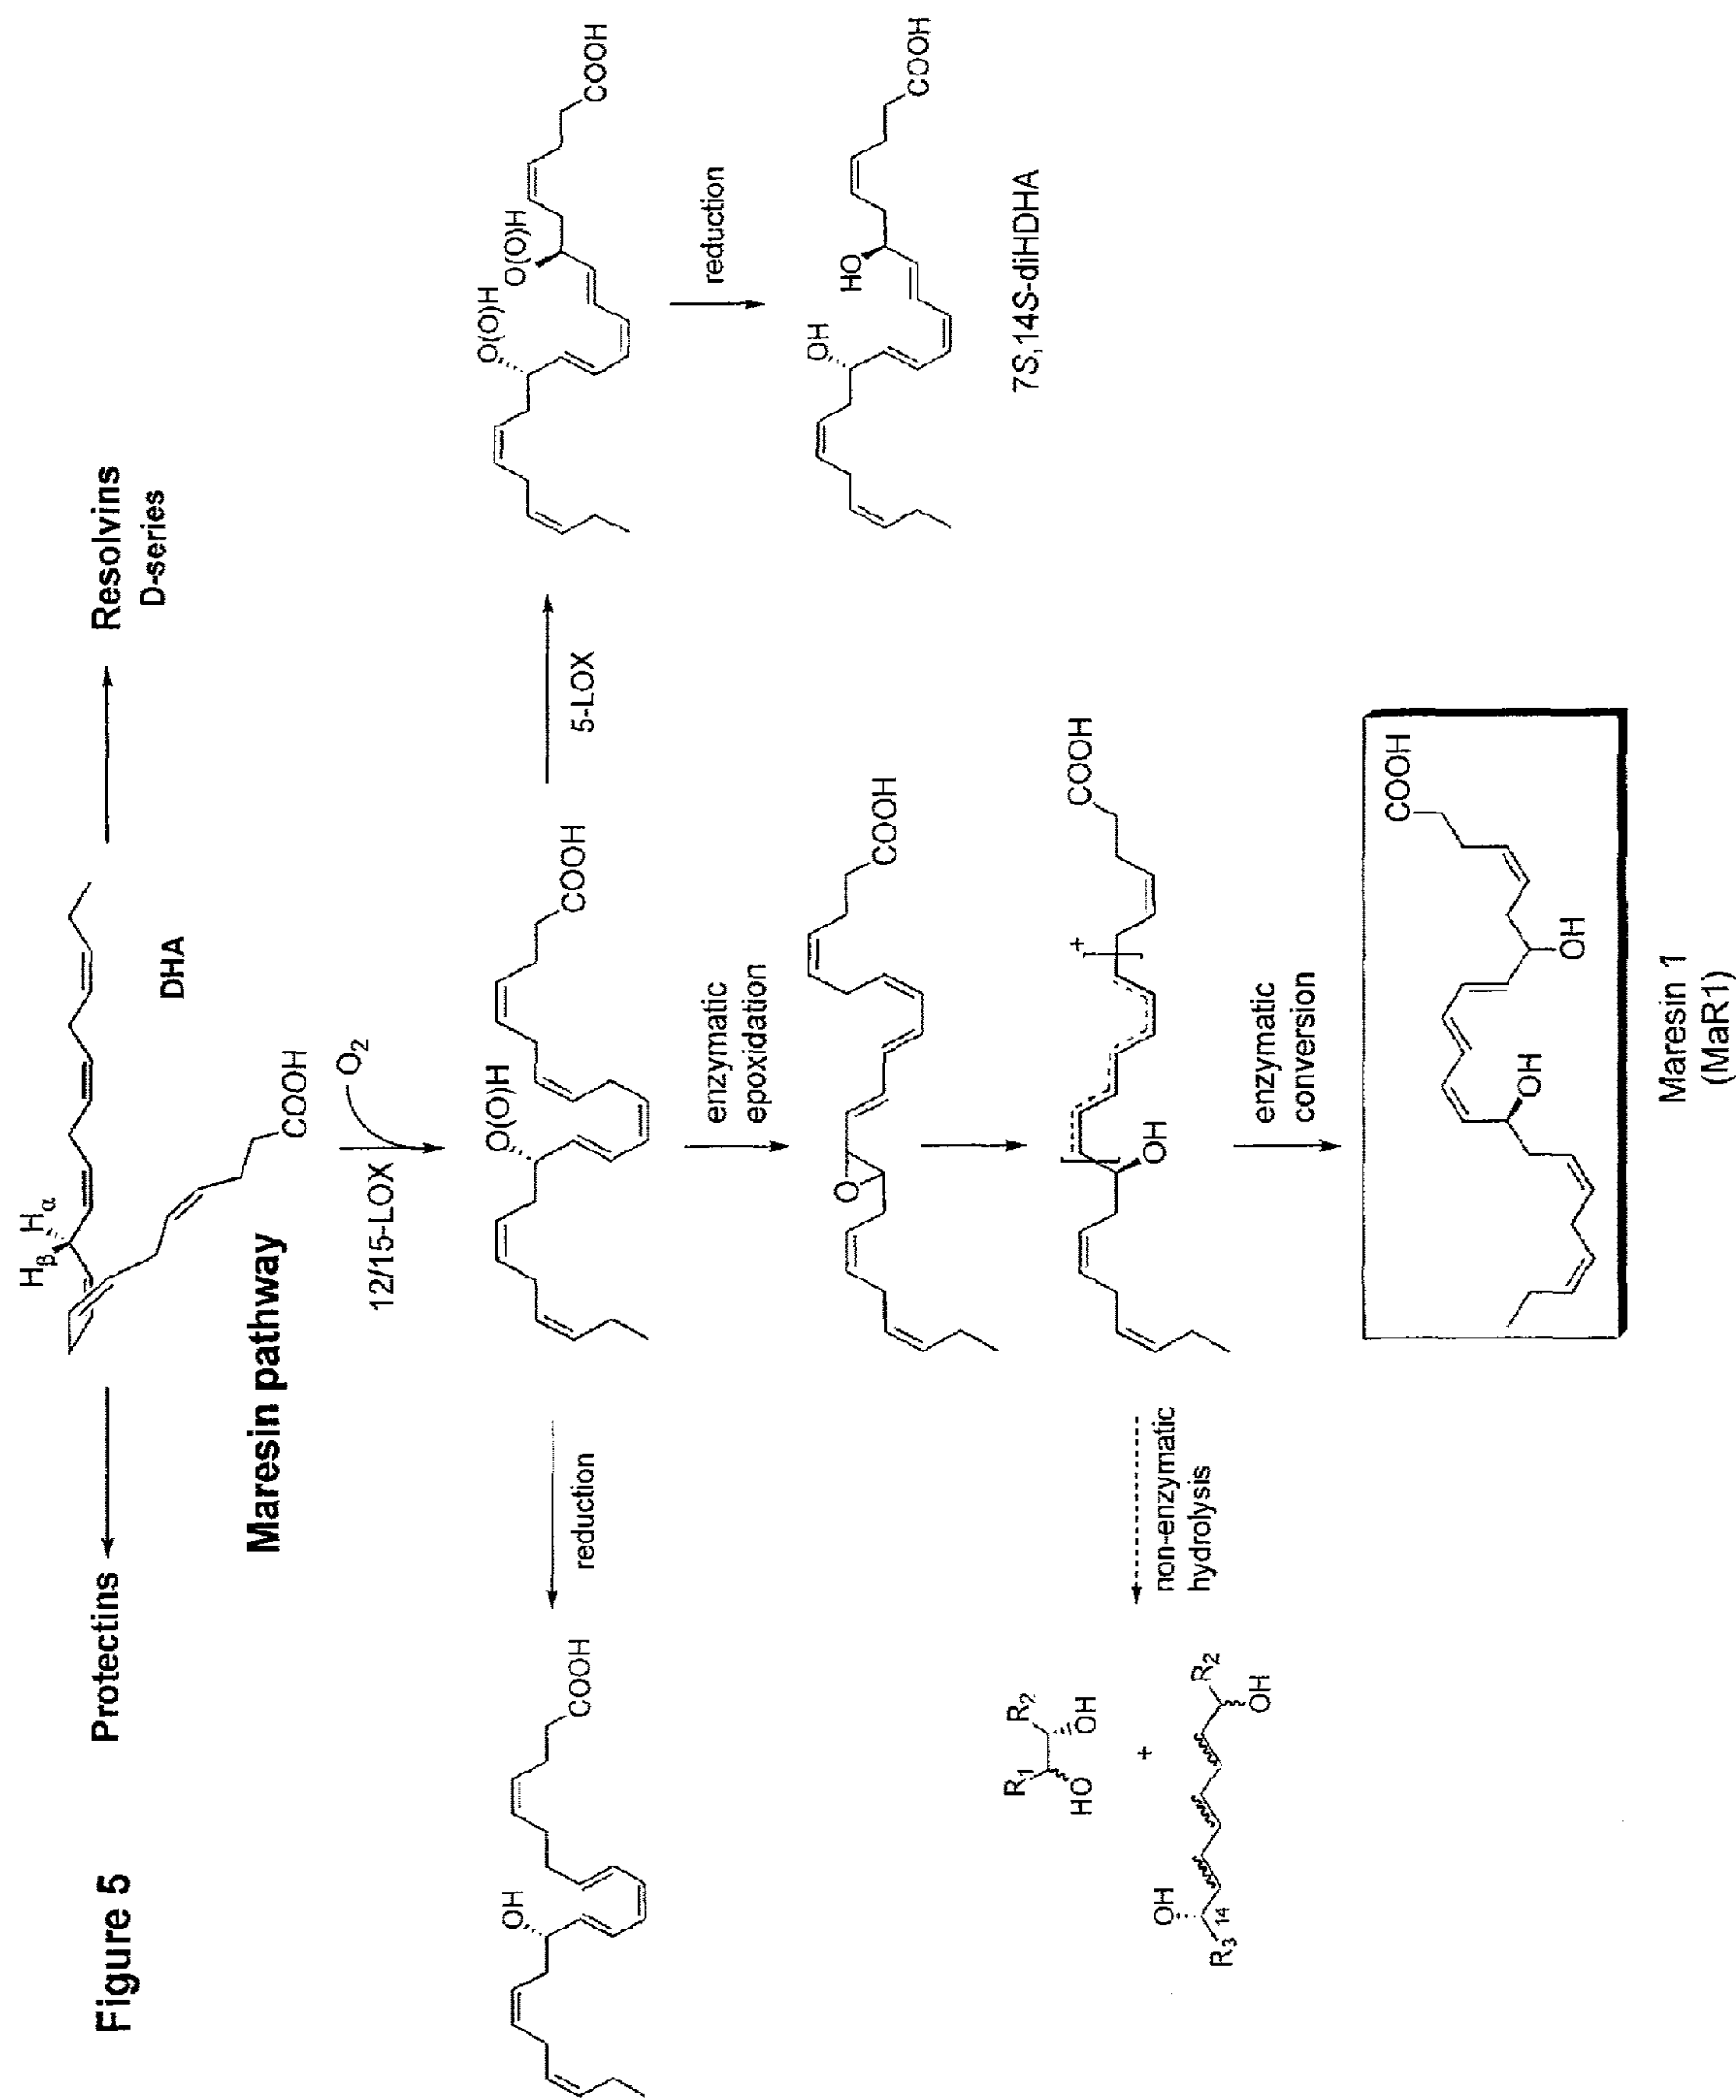 Figure 5
Protectins
Resolvins
D-series
Hβ
Hα
COOH
DHA
Maresin pathway
12/15-LOX
O2
OH
COOH
reduction
O(O)H
COOH
5-LOX
O(O)H
O(O)H
COOH
enzymatic
epoxidation
reduction
O
COOH
OH
HO
COOH
7S,14S-diHDHA
R1
R2
HO
OH
+
OH
14
R3
R2
OH
non-enzymatic
hydrolysis
OH
+
COOH
enzymatic
conversion
OH
OH
COOH
Maresin 1
(MaR1)